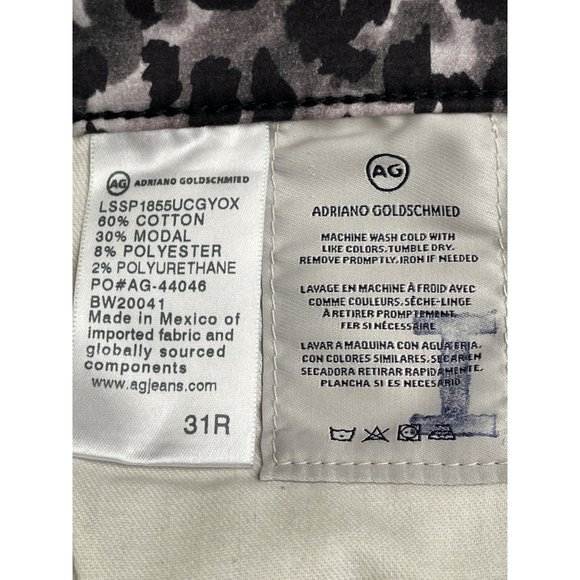 AG ADRIANO GOLDSCHMIED
LSSP1855UCGYOX
60% COTTON
30% MODAL
8% POLYESTER
2% POLYURETHANE
PO#AG-44046
BW20041
Made in Mexico of
imported fabric and
globally sourced
components
www.agjeans.com
31R
AG
ADRIANO GOLDSCHMIED
MACHINE WASH COLD WITH
LIKE COLORS. TUMBLE DRY.
REMOVE PROMPTLY, IRON IF NEEDED
LAVAGE EN MACHINE À FROID AVEC
COMME COULEURS. SÈCHE-LINGE
À RETIRER PROMPTEMENT.
FER SI NÉCESSAIRE
LAVAR A MAQUINA CON AGUA FRIA.
CON COLORES SIMILARES. SECAR EN
SECADORA RETIRAR RAPIDAMENTE.
PLANCHA SI ES NECESARIO
I